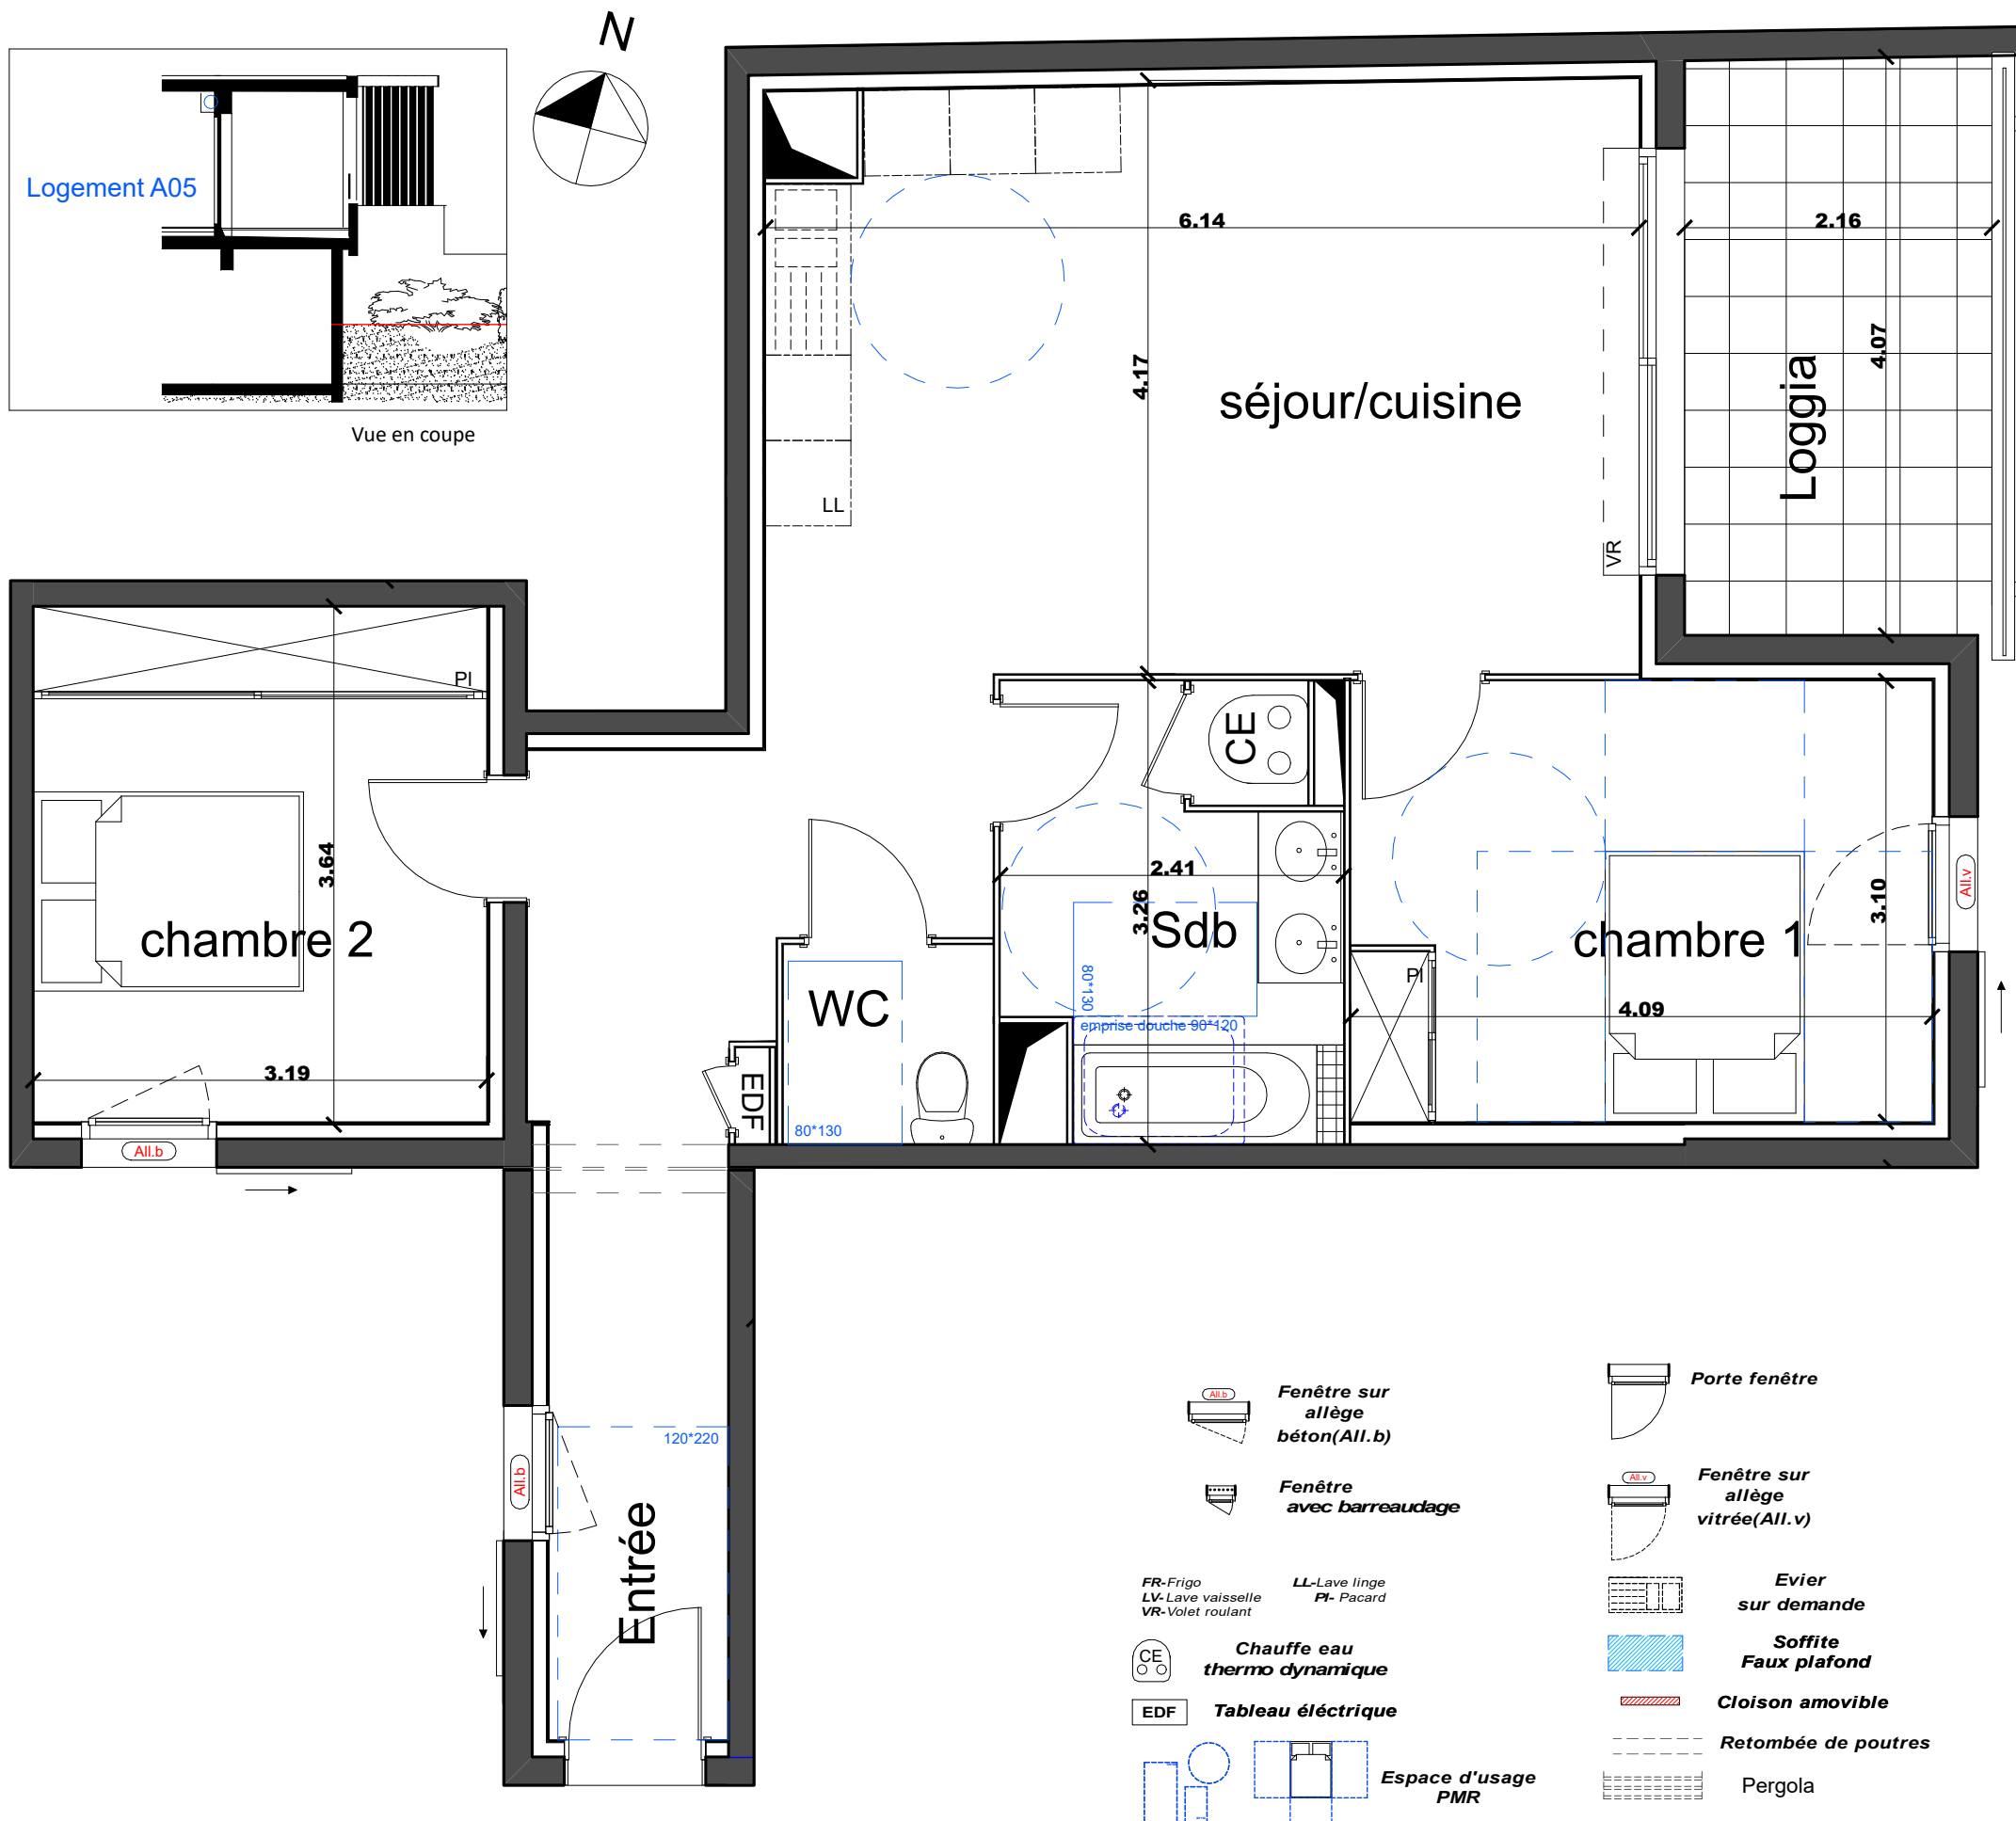 N
Logement A05
Vue en coupe
6.14
2.16
4.17
4.07
séjour/cuisine
Loggia
LL
VR
Pl
CE
3.64
2.41
3.26
3.10
All.v
chambre 2
Sdb
chambre 1
Pl
WC
80*130
emprise douche 90*120
4.09
3.19
EDF
80*130
All.b
120*220
All.b
Entrée
All.b
Fenêtre sur
allège
béton(All.b)
Porte fenêtre
Fenêtre
avec barreaudage
All.v
Fenêtre sur
allège
vitrée(All.v)
FR-Frigo
LV-Lave vaisselle
VR-Volet roulant
LL-Lave linge
Pl- Pacard
Evier
sur demande
CE
Chauffe eau
thermo dynamique
Soffite
Faux plafond
EDF
Tableau éléctrique
Cloison amovible
Retombée de poutres
Espace d'usage
PMR
Pergola